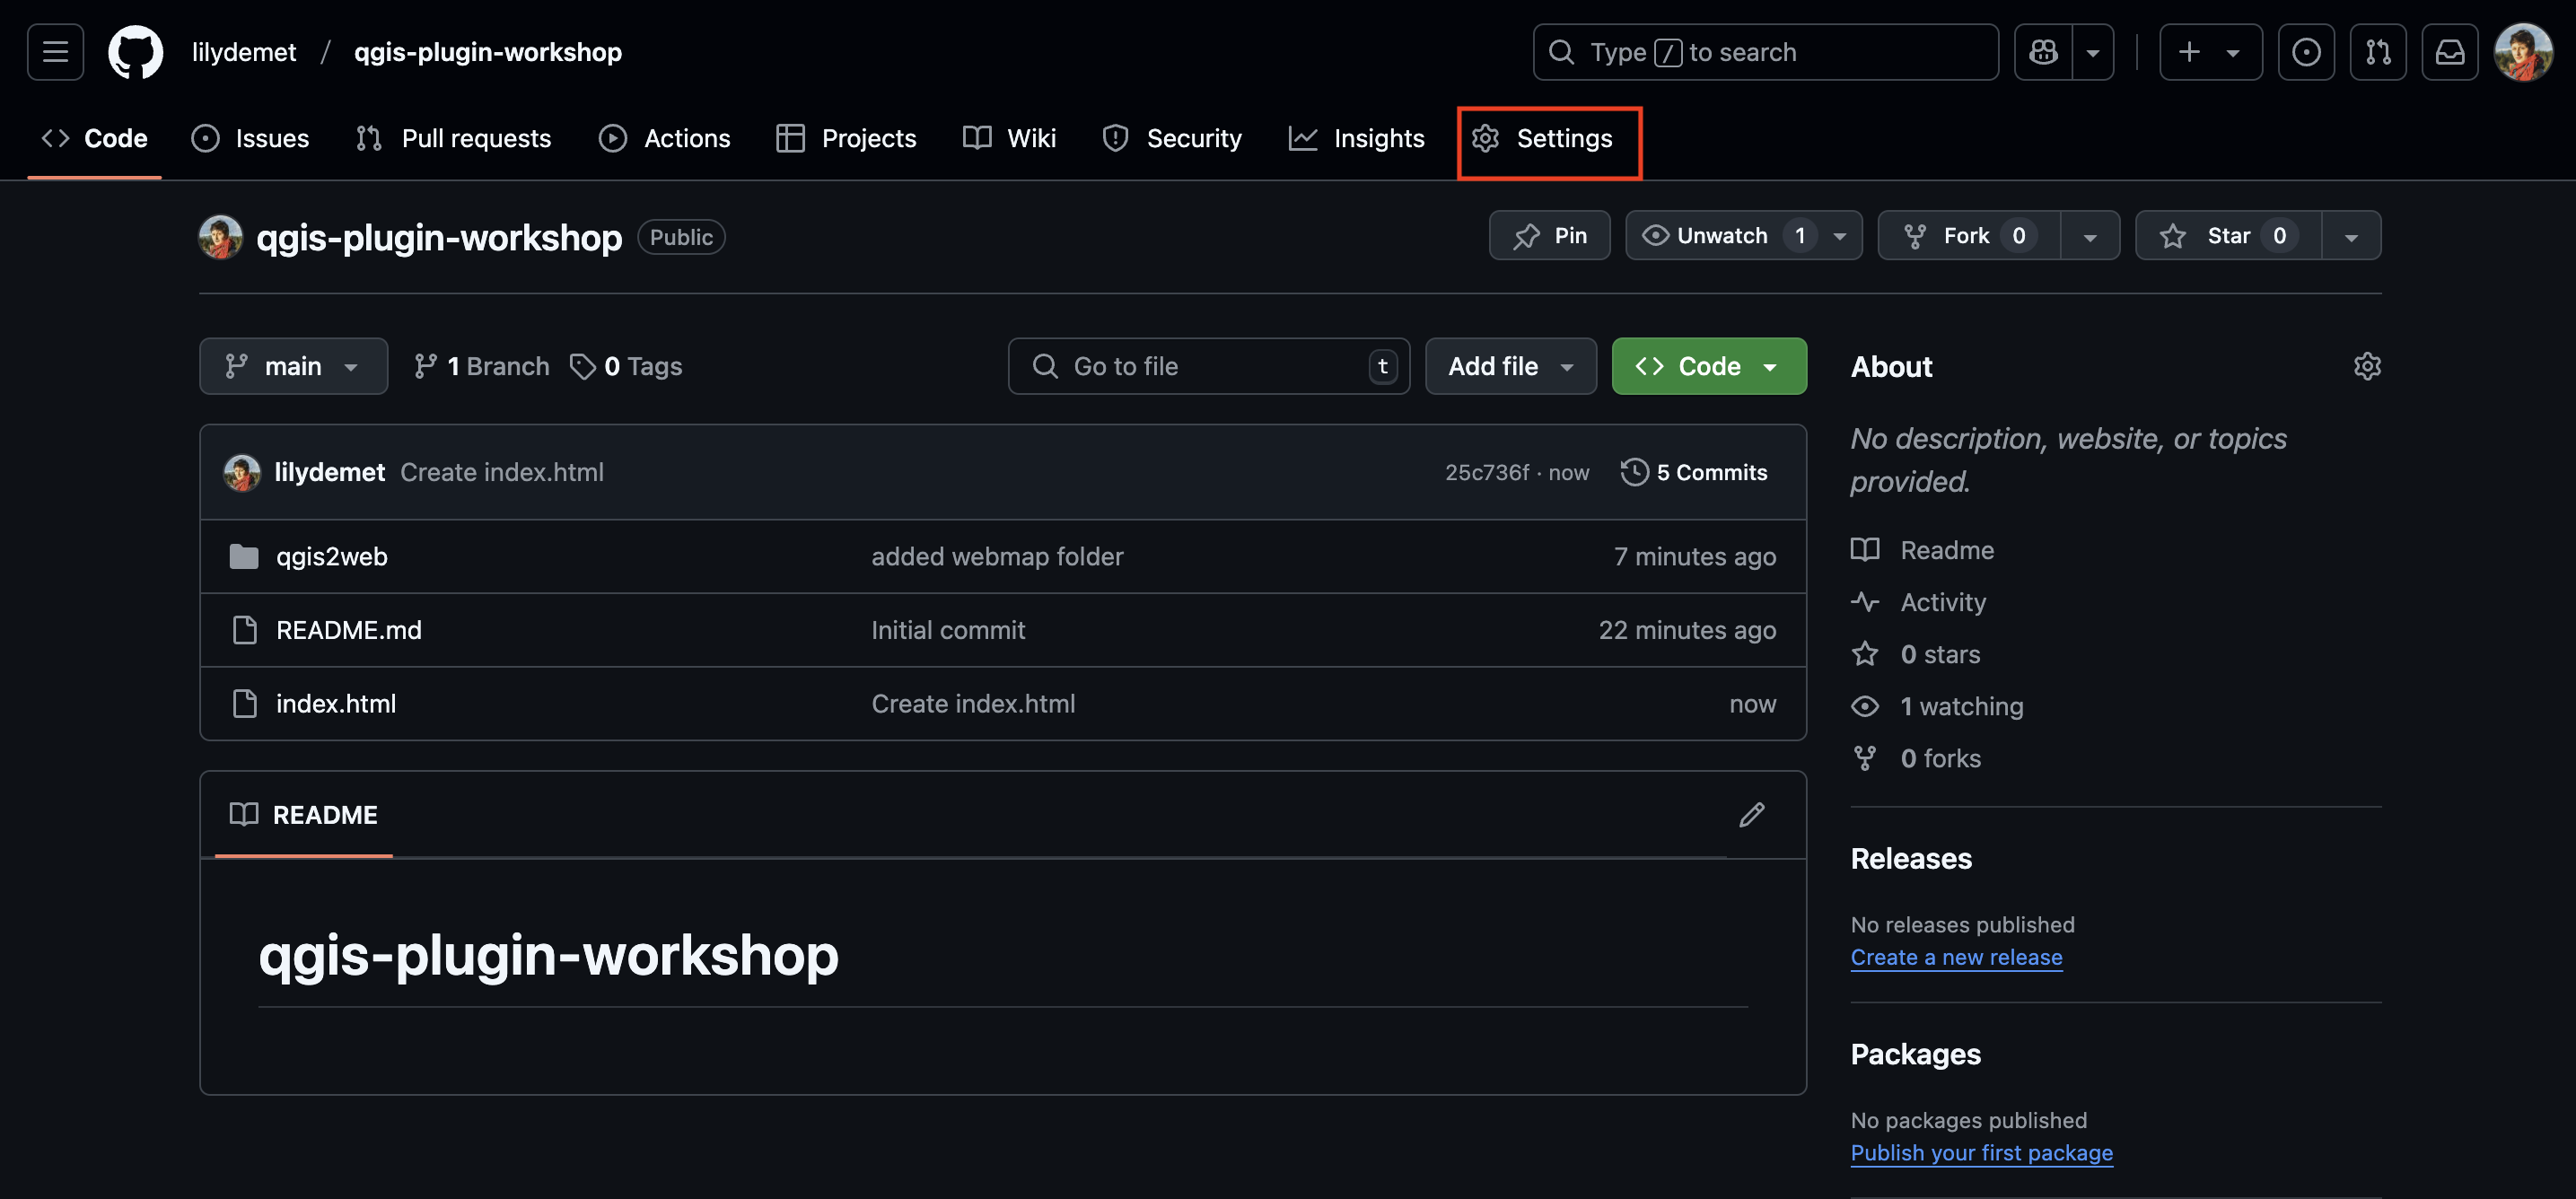 lilydemet / qgis-plugin-workshop
Type / to search
Code Issues Pull requests Actions Projects Wiki Security Insights Settings
qgis-plugin-workshop Public
Pin Unwatch 1 Fork 0 Star 0
main 1 Branch 0 Tags
Go to file t Add file Code
lilydemet Create index.html 25c736f · now 5 Commits
qgis2web added webmap folder 7 minutes ago
README.md Initial commit 22 minutes ago
index.html Create index.html now
README
qgis-plugin-workshop
About
No description, website, or topics
provided.
Readme
Activity
0 stars
1 watching
0 forks
Releases
No releases published
Create a new release
Packages
No packages published
Publish your first package